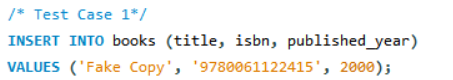 /* Test Case 1*/
INSERT INTO books (title, isbn, published_year)
VALUES ('Fake Copy', '9780061122415', 2000);